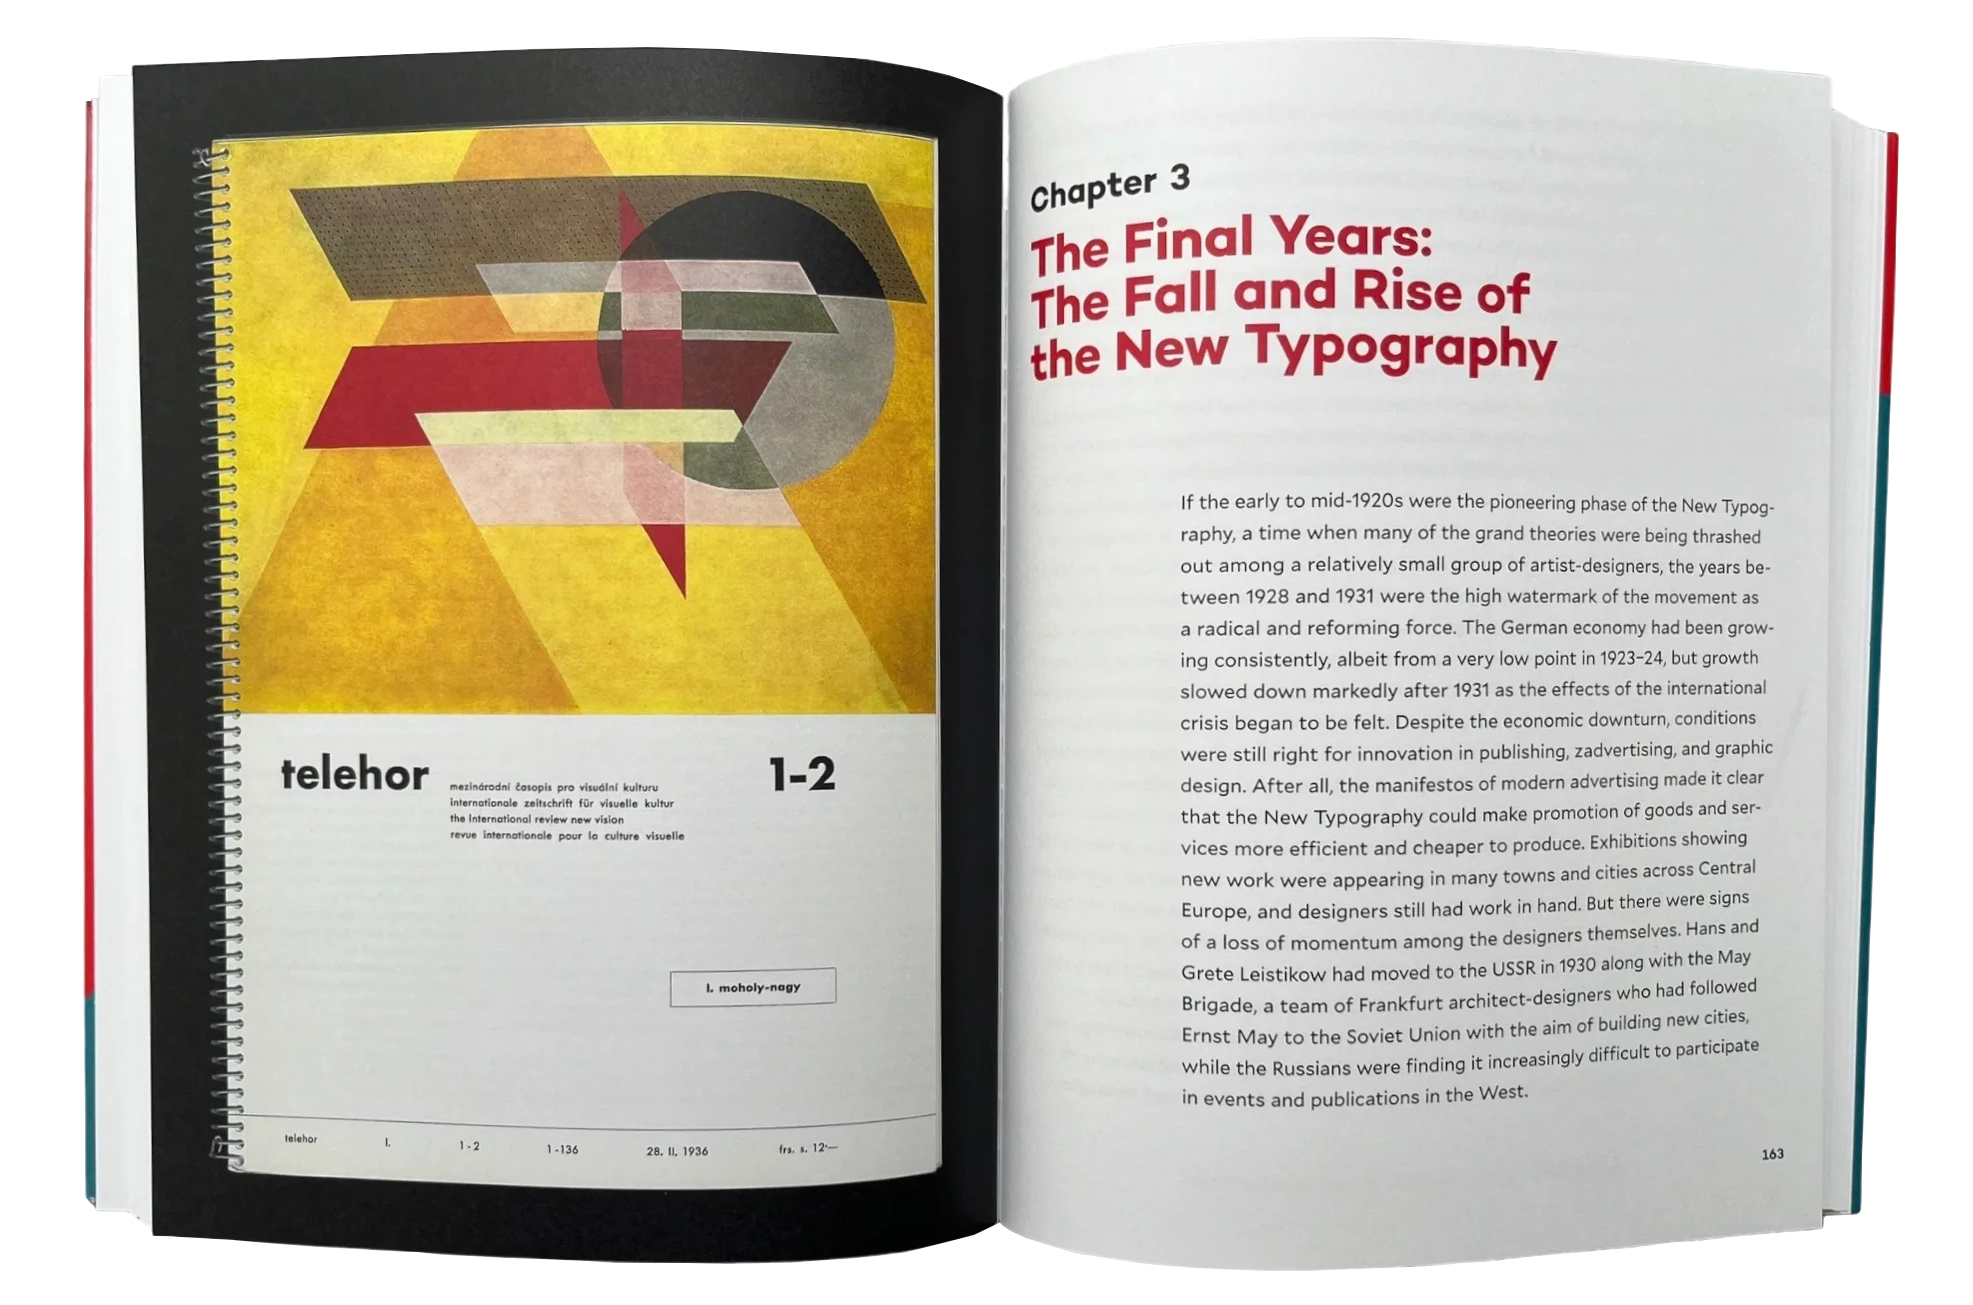 telehor
mezinárodní časopis pro visuální kulturu
internationale zeitschrift für visuelle kultur
the international review new vision
revue internationale pour la culture visuelle
1-2
l. moholy-nagy
telehor I. 1-2 1-136 28. II. 1936 frs. s. 12·—
Chapter 3
The Final Years:
The Fall and Rise of
the New Typography
If the early to mid-1920s were the pioneering phase of the New Typog-
raphy, a time when many of the grand theories were being thrashed
out among a relatively small group of artist-designers, the years be-
tween 1928 and 1931 were the high watermark of the movement as
a radical and reforming force. The German economy had been grow-
ing consistently, albeit from a very low point in 1923–24, but growth
slowed down markedly after 1931 as the effects of the international
crisis began to be felt. Despite the economic downturn, conditions
were still right for innovation in publishing, zadvertising, and graphic
design. After all, the manifestos of modern advertising made it clear
that the New Typography could make promotion of goods and ser-
vices more efficient and cheaper to produce. Exhibitions showing
new work were appearing in many towns and cities across Central
Europe, and designers still had work in hand. But there were signs
of a loss of momentum among the designers themselves. Hans and
Grete Leistikow had moved to the USSR in 1930 along with the May
Brigade, a team of Frankfurt architect-designers who had followed
Ernst May to the Soviet Union with the aim of building new cities,
while the Russians were finding it increasingly difficult to participate
in events and publications in the West.
163